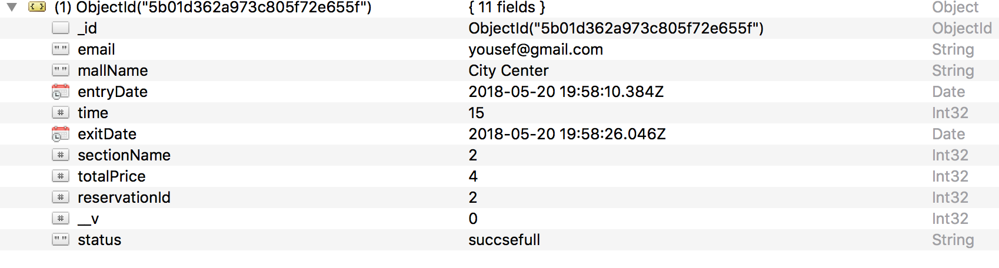 (1) ObjectId("5b01d362a973c805f72e655f") { 11 fields } Object
_id ObjectId("5b01d362a973c805f72e655f") ObjectId
email yousef@gmail.com String
mallName City Center String
entryDate 2018-05-20 19:58:10.384Z Date
time 15 Int32
exitDate 2018-05-20 19:58:26.046Z Date
sectionName 2 Int32
totalPrice 4 Int32
reservationId 2 Int32
__v 0 Int32
status succsefull String